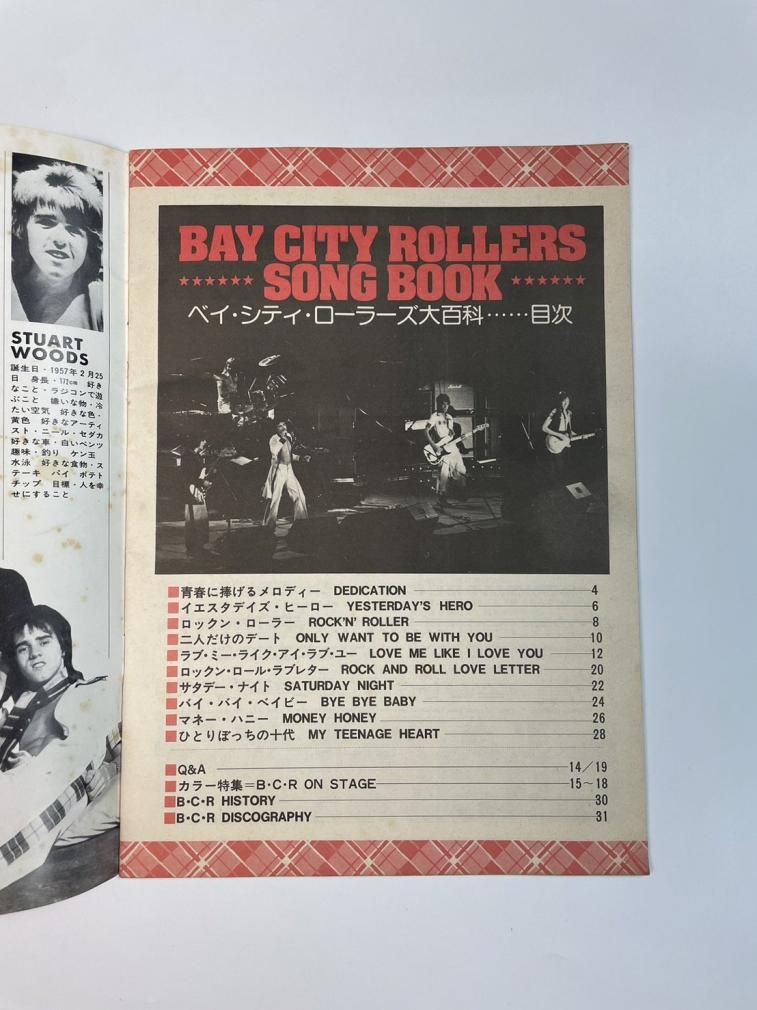 STUART
WOODS
誕生日・1957年2月25
日 身長・172cm 好き
なこと・ラジコンで遊
ぶこと 嫌いな物・冷
たい空気 好きな色・
黄色 好きなアーティ
スト・ニール・セダカ
好きな車・白いベンツ
趣味・釣り ケン玉
水泳 好きな食物・ス
テーキ パイ ポテト
チップ 目標・人を幸
せにすること
BAY CITY ROLLERS
★★★★★★ SONG BOOK ★★★★★★
ベイ・シティ・ローラーズ大百科……目次
Marshall
■青春に捧げるメロディー DEDICATION 4
■イエスタデイズ・ヒーロー YESTERDAY'S HERO 6
■ロックン・ローラー ROCK'N' ROLLER 8
■二人だけのデート ONLY WANT TO BE WITH YOU 10
■ラブ・ミー・ライク・アイ・ラブ・ユー LOVE ME LIKE I LOVE YOU 12
■ロックン・ロール・ラブレター ROCK AND ROLL LOVE LETTER 20
■サタデー・ナイト SATURDAY NIGHT 22
■バイ・バイ・ベイビー BYE BYE BABY 24
■マネー・ハニー MONEY HONEY 26
■ひとりぼっちの十代 MY TEENAGE HEART 28
■Q&A 14／19
■カラー特集＝B・C・R ON STAGE 15～18
■B・C・R HISTORY 30
■B・C・R DISCOGRAPHY 31